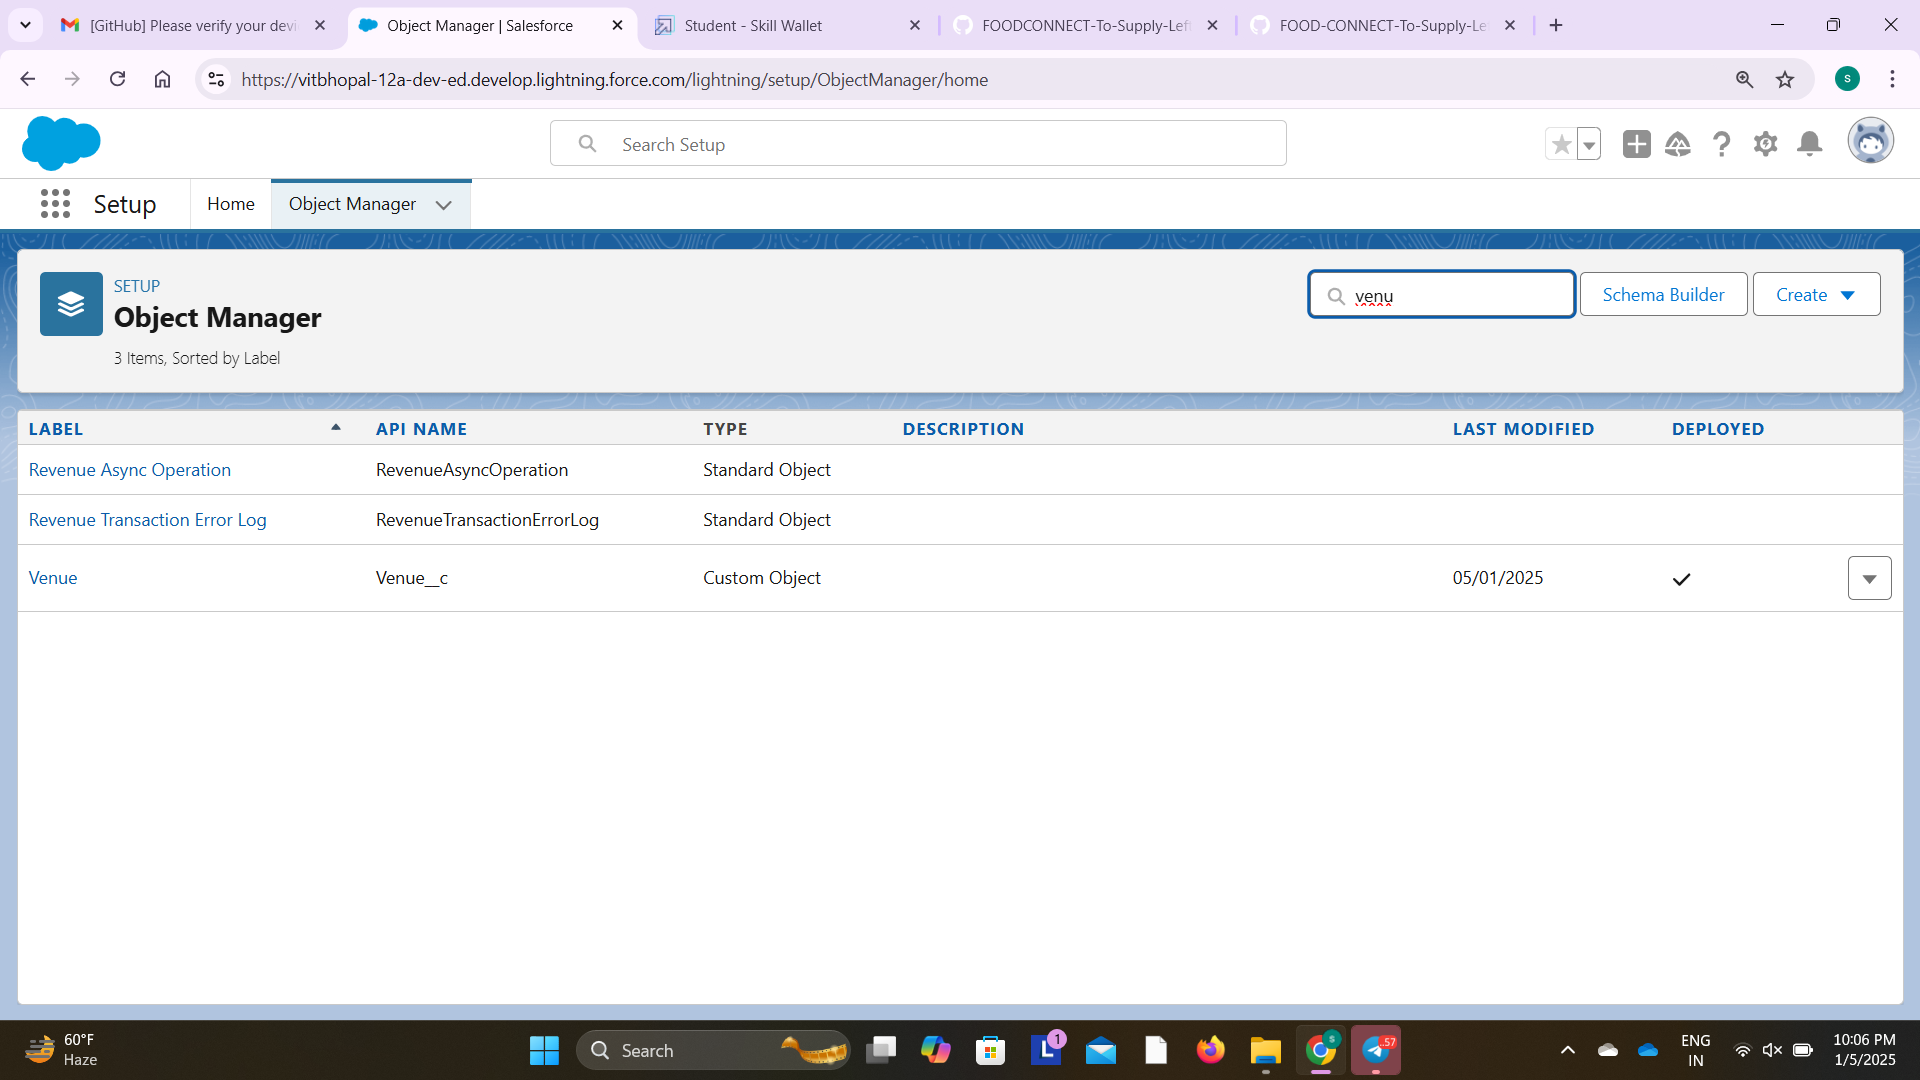 [GitHub] Please verify your devi
Object Manager | Salesforce
Student - Skill Wallet
FOODCONNECT-To-Supply-Left
FOOD-CONNECT-To-Supply-Le
https://vitbhopal-12a-dev-ed.develop.lightning.force.com/lightning/setup/ObjectManager/home
S
Search Setup
Setup
Home
Object Manager
SETUP
Object Manager
3 Items, Sorted by Label
venu
Schema Builder
Create
LABEL API NAME TYPE DESCRIPTION LAST MODIFIED DEPLOYED
Revenue Async Operation RevenueAsyncOperation Standard Object
Revenue Transaction Error Log RevenueTransactionErrorLog Standard Object
Venue Venue__c Custom Object 05/01/2025
60°F
Haze
Search
L
1
S
.57
ENG
IN
10:06 PM
1/5/2025